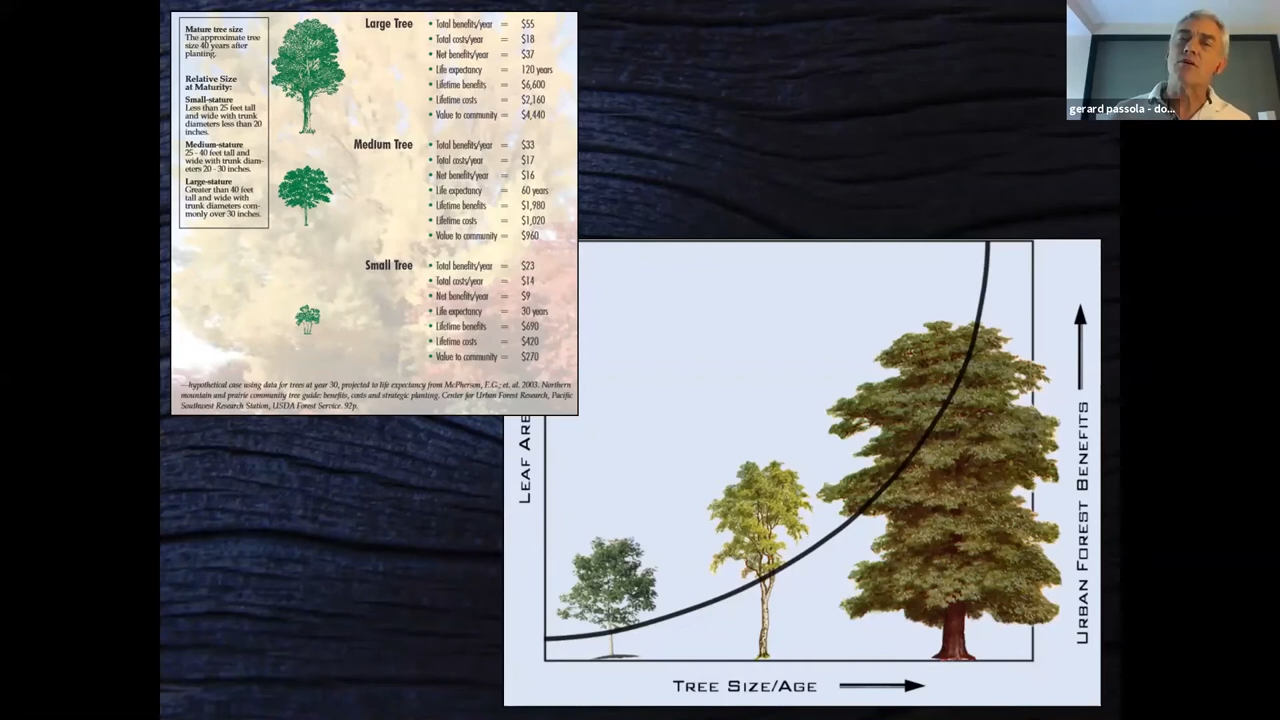 Mature tree size
The approximate tree
size 40 years after
planting.
Relative Size
at Maturity:
Small-stature
Less than 25 feet tall
and wide with trunk
diameters less than 20
inches.
Medium-stature
25 - 40 feet tall and
wide with trunk diam-
eters 20 - 30 inches.
Large-stature
Greater than 40 feet
tall and wide with
trunk diameters com-
monly over 30 inches.
Large Tree
• Total benefits/year = $55
• Total costs/year = $18
• Net benefits/year = $37
• Life expectancy = 120 years
• Lifetime benefits = $6,600
• Lifetime costs = $2,160
• Value to community = $4,440
Medium Tree
• Total benefits/year = $33
• Total costs/year = $17
• Net benefits/year = $16
• Life expectancy = 60 years
• Lifetime benefits = $1,980
• Lifetime costs = $1,020
• Value to community = $960
Small Tree
• Total benefits/year = $23
• Total costs/year = $14
• Net benefits/year = $9
• Life expectancy = 30 years
• Lifetime benefits = $690
• Lifetime costs = $420
• Value to community = $270
—hypothetical case using data for trees at year 30, projected to life expectancy from McPherson, E.G.; et. al. 2003. Northern
mountain and prairie community tree guide: benefits, costs and strategic planting. Center for Urban Forest Research, Pacific
Southwest Research Station, USDA Forest Service. 92p.
gerard passola - do...
LEAF ARE
URBAN FOREST BENEFITS
TREE SIZE/AGE